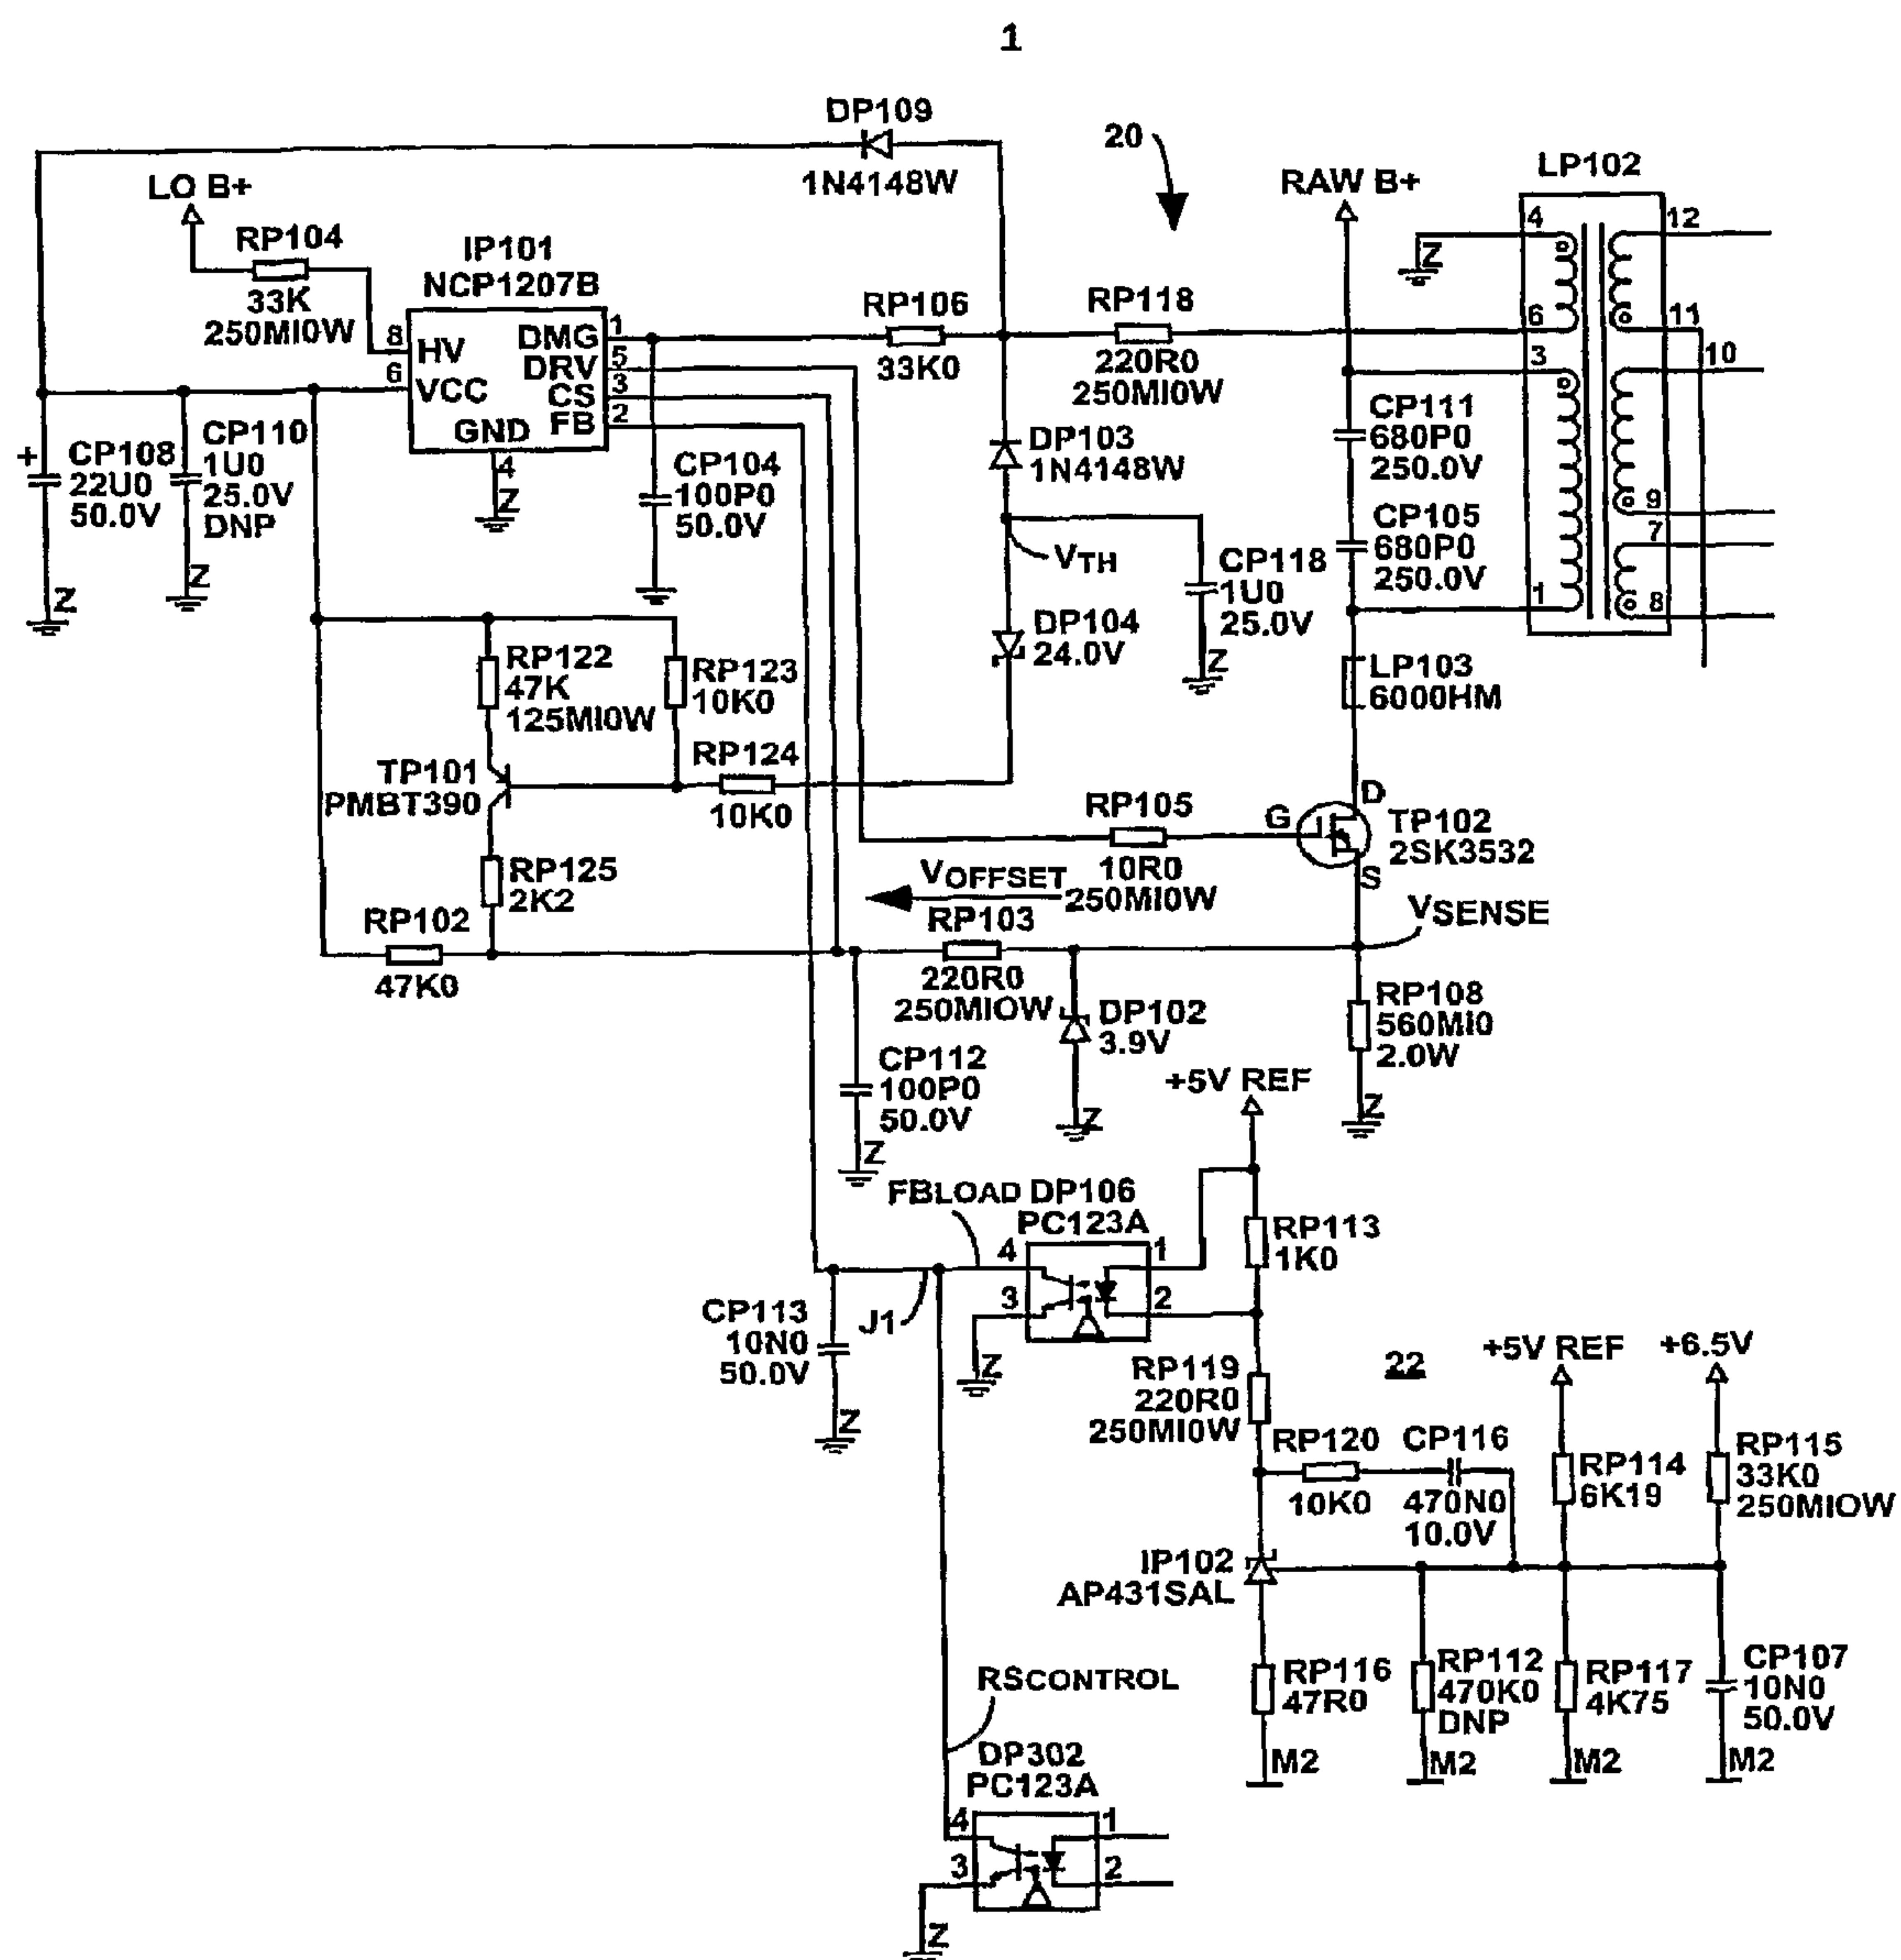 1
DP109
1N4148W
20
LO B+
RP104
33K
250MI0W
IP101
NCP1207B
8
HV
6
VCC
DMG
1
DRV
5
CS
3
FB
2
GND
4
Z
RP106
33K0
RP118
220R0
250MI0W
RAW B+
LP102
4
Z
6
3
1
12
11
10
9
7
8
CP111
680P0
250.0V
CP105
680P0
250.0V
+
CP108
22U0
50.0V
Z
CP110
1U0
25.0V
DNP
Z
CP104
100P0
50.0V
DP103
1N4148W
VTH
CP118
1U0
25.0V
Z
DP104
24.0V
LP103
6000HM
RP122
47K
125MI0W
RP123
10K0
TP101
PMBT390
RP124
10K0
RP105
10R0
250MI0W
G
D
S
TP102
2SK3532
RP125
2K2
VOFFSET
VSENSE
RP102
47K0
RP103
220R0
250MIOW
DP102
3.9V
Z
RP108
560MI0
2.0W
Z
CP112
100P0
50.0V
Z
+5V REF
FBLOAD
DP106
PC123A
4
3
1
2
Z
RP113
1K0
CP113
10N0
50.0V
Z
J1
RP119
220R0
250MI0W
22
+5V REF
+6.5V
RP120
10K0
CP116
470N0
10.0V
RP114
6K19
RP115
33K0
250MIOW
IP102
AP431SAL
RP116
47R0
M2
RP112
470K0
DNP
M2
RP117
4K75
M2
CP107
10N0
50.0V
M2
RSCONTROL
DP302
PC123A
4
3
1
2
Z